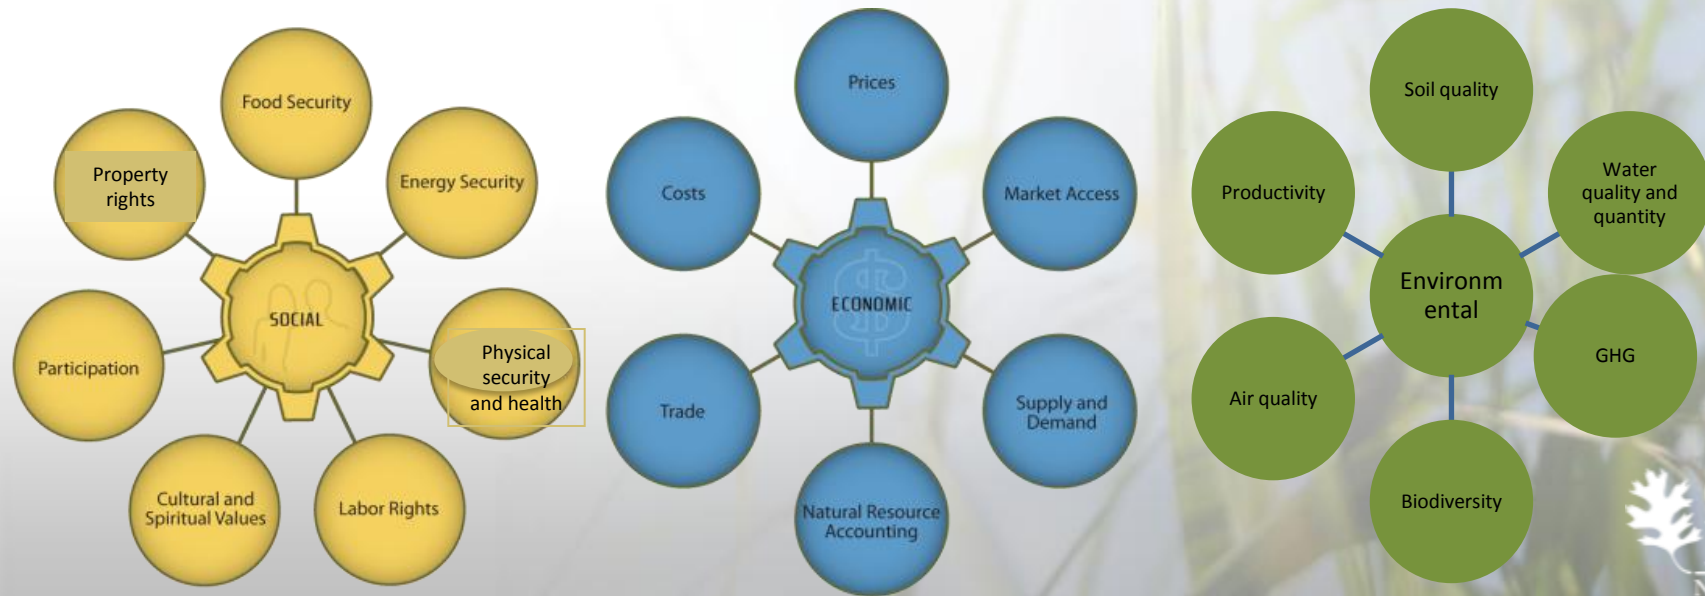 Food Security
Energy Security
Physical
security
and health
Labor Rights
Cultural and
Spiritual Values
Participation
Property
rights
SOCIAL
Prices
Market Access
Supply and
Demand
Natural Resource
Accounting
Trade
Costs
ECONOMIC
Soil quality
Water
quality and
quantity
GHG
Biodiversity
Air quality
Productivity
Environm
ental